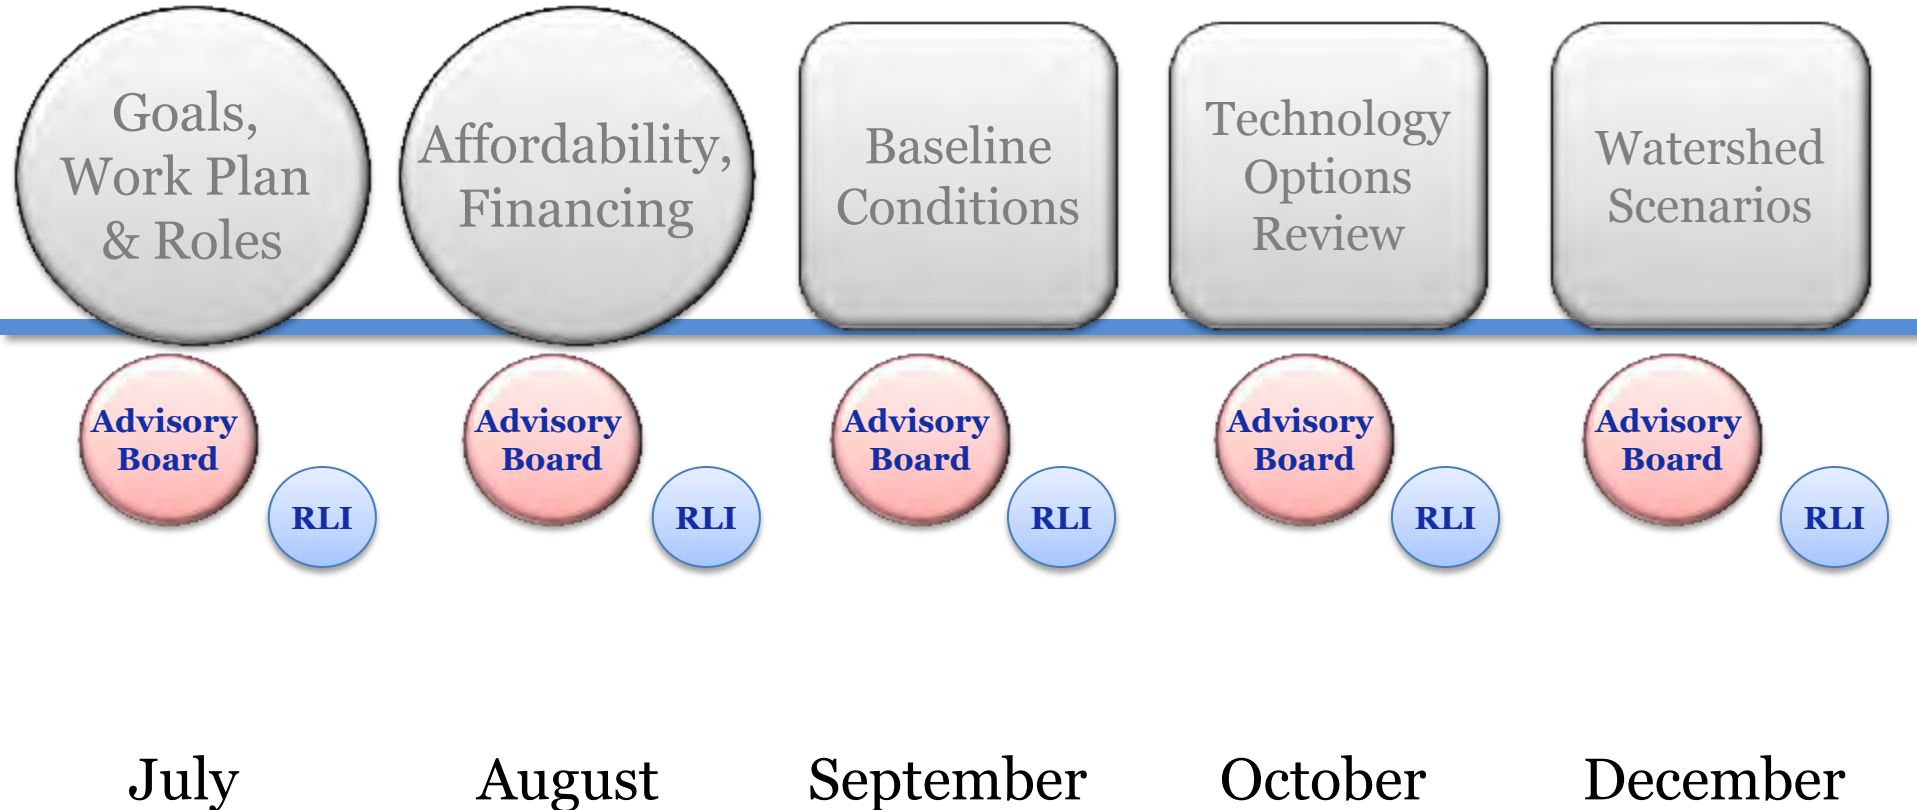 Goals,
Work Plan
& Roles
Affordability,
Financing
Baseline
Conditions
Technology
Options
Review
Watershed
Scenarios
Advisory
Board
RLI
Advisory
Board
RLI
Advisory
Board
RLI
Advisory
Board
RLI
Advisory
Board
RLI
July
August
September
October
December